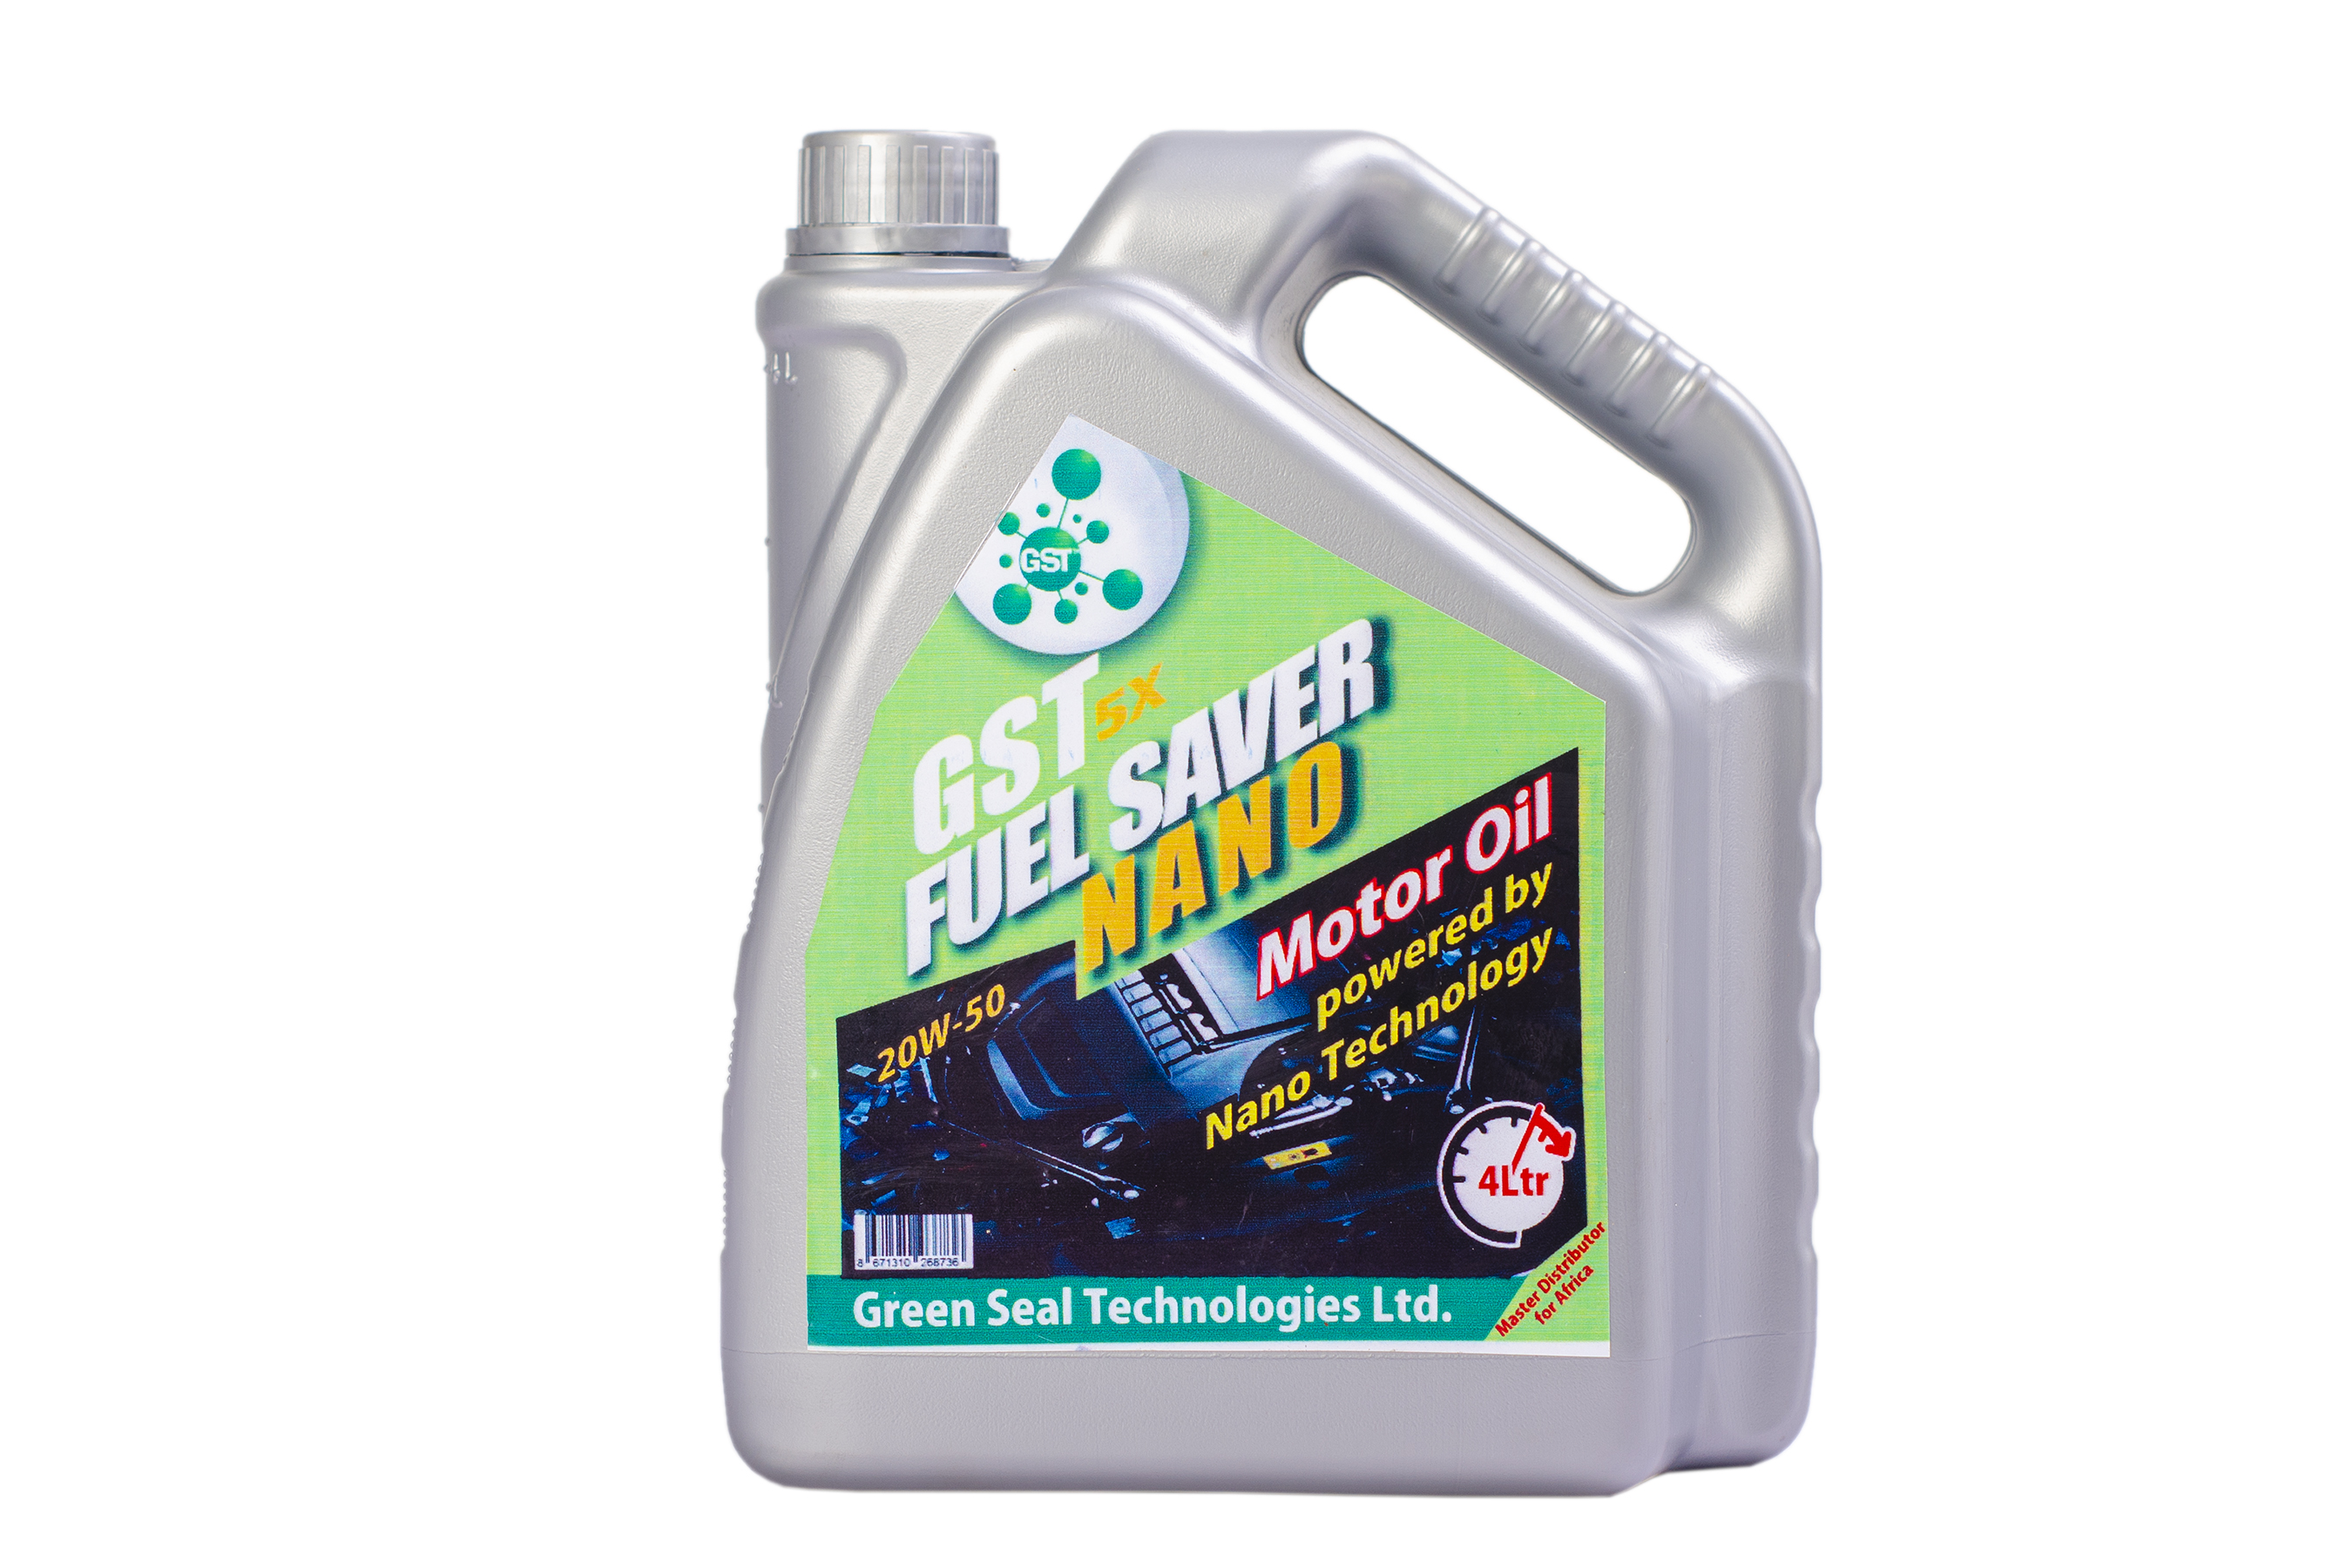 4 L
GST
GST 5X
FUEL SAVER
NANO
Motor Oil
powered by
Nano Technology
20W-50
4Ltr
8 671310 268736
Green Seal Technologies Ltd.
Master Distributor
for Africa